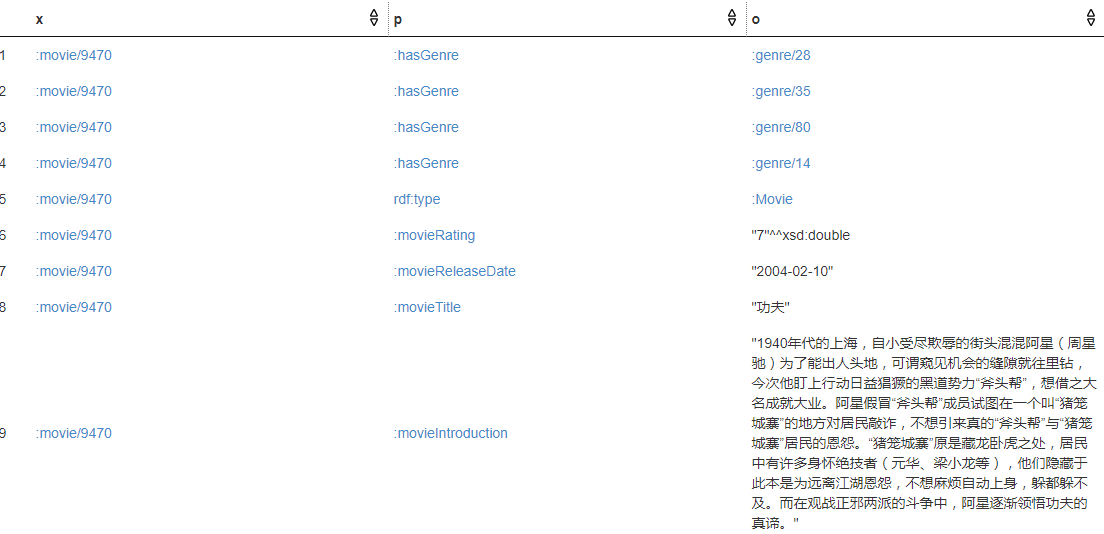 x p o
1 :movie/9470 :hasGenre :genre/28
2 :movie/9470 :hasGenre :genre/35
3 :movie/9470 :hasGenre :genre/80
4 :movie/9470 :hasGenre :genre/14
5 :movie/9470 rdf:type :Movie
6 :movie/9470 :movieRating "7"^^xsd:double
7 :movie/9470 :movieReleaseDate "2004-02-10"
8 :movie/9470 :movieTitle "功夫"
"1940年代的上海，自小受尽欺辱的街头混混阿星（周星
驰）为了能出人头地，可谓窥见机会的缝隙就往里钻，
今次他盯上行动日益猖獗的黑道势力“斧头帮”，想借之大
名成就大业。阿星假冒“斧头帮”成员试图在一个叫“猪笼
城寨”的地方对居民敲诈，不想引来真的“斧头帮”与“猪笼
9 :movie/9470 :movieIntroduction 城寨”居民的恩怨。“猪笼城寨”原是藏龙卧虎之处，居民
中有许多身怀绝技者（元华、梁小龙等），他们隐藏于
此本是为远离江湖恩怨，不想麻烦自动上身，躲都躲不
及。而在观战正邪两派的斗争中，阿星逐渐领悟功夫的
真谛。"